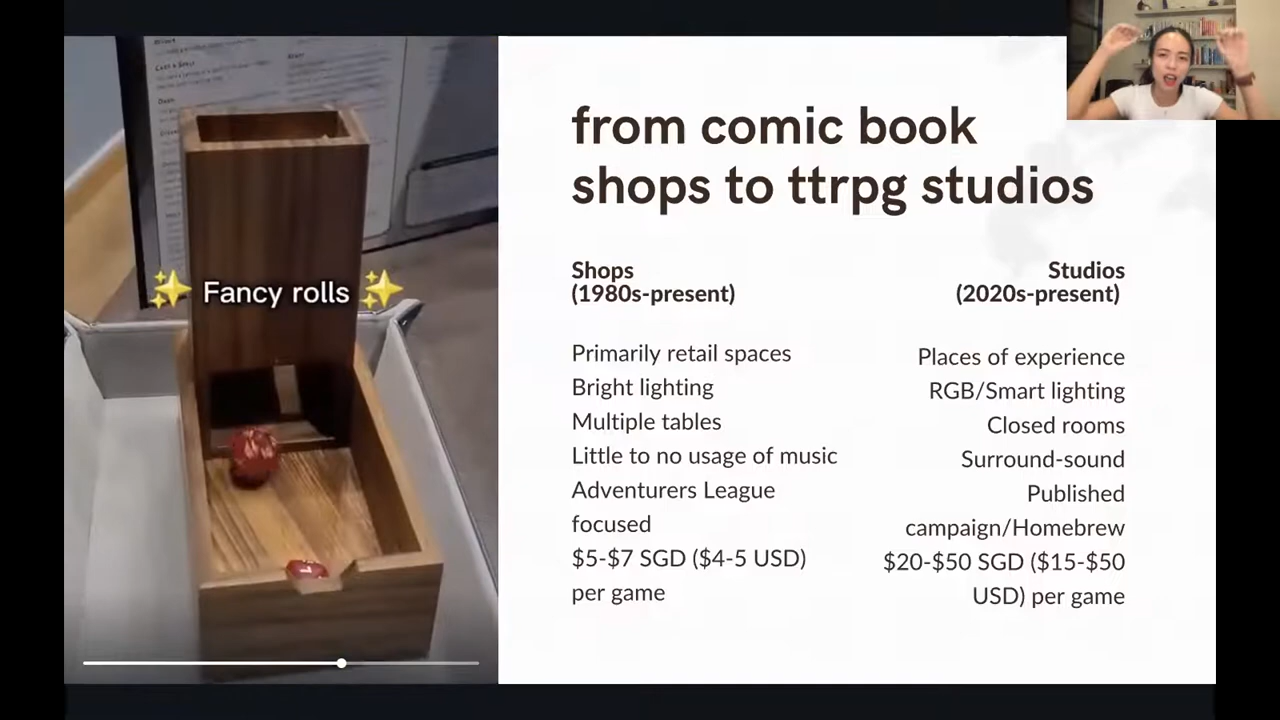 ✨ Fancy rolls ✨
from comic book
shops to ttrpg studios
Shops
(1980s-present)
Primarily retail spaces
Bright lighting
Multiple tables
Little to no usage of music
Adventurers League
focused
$5-$7 SGD ($4-5 USD)
per game
Studios
(2020s-present)
Places of experience
RGB/Smart lighting
Closed rooms
Surround-sound
Published
campaign/Homebrew
$20-$50 SGD ($15-$50
USD) per game